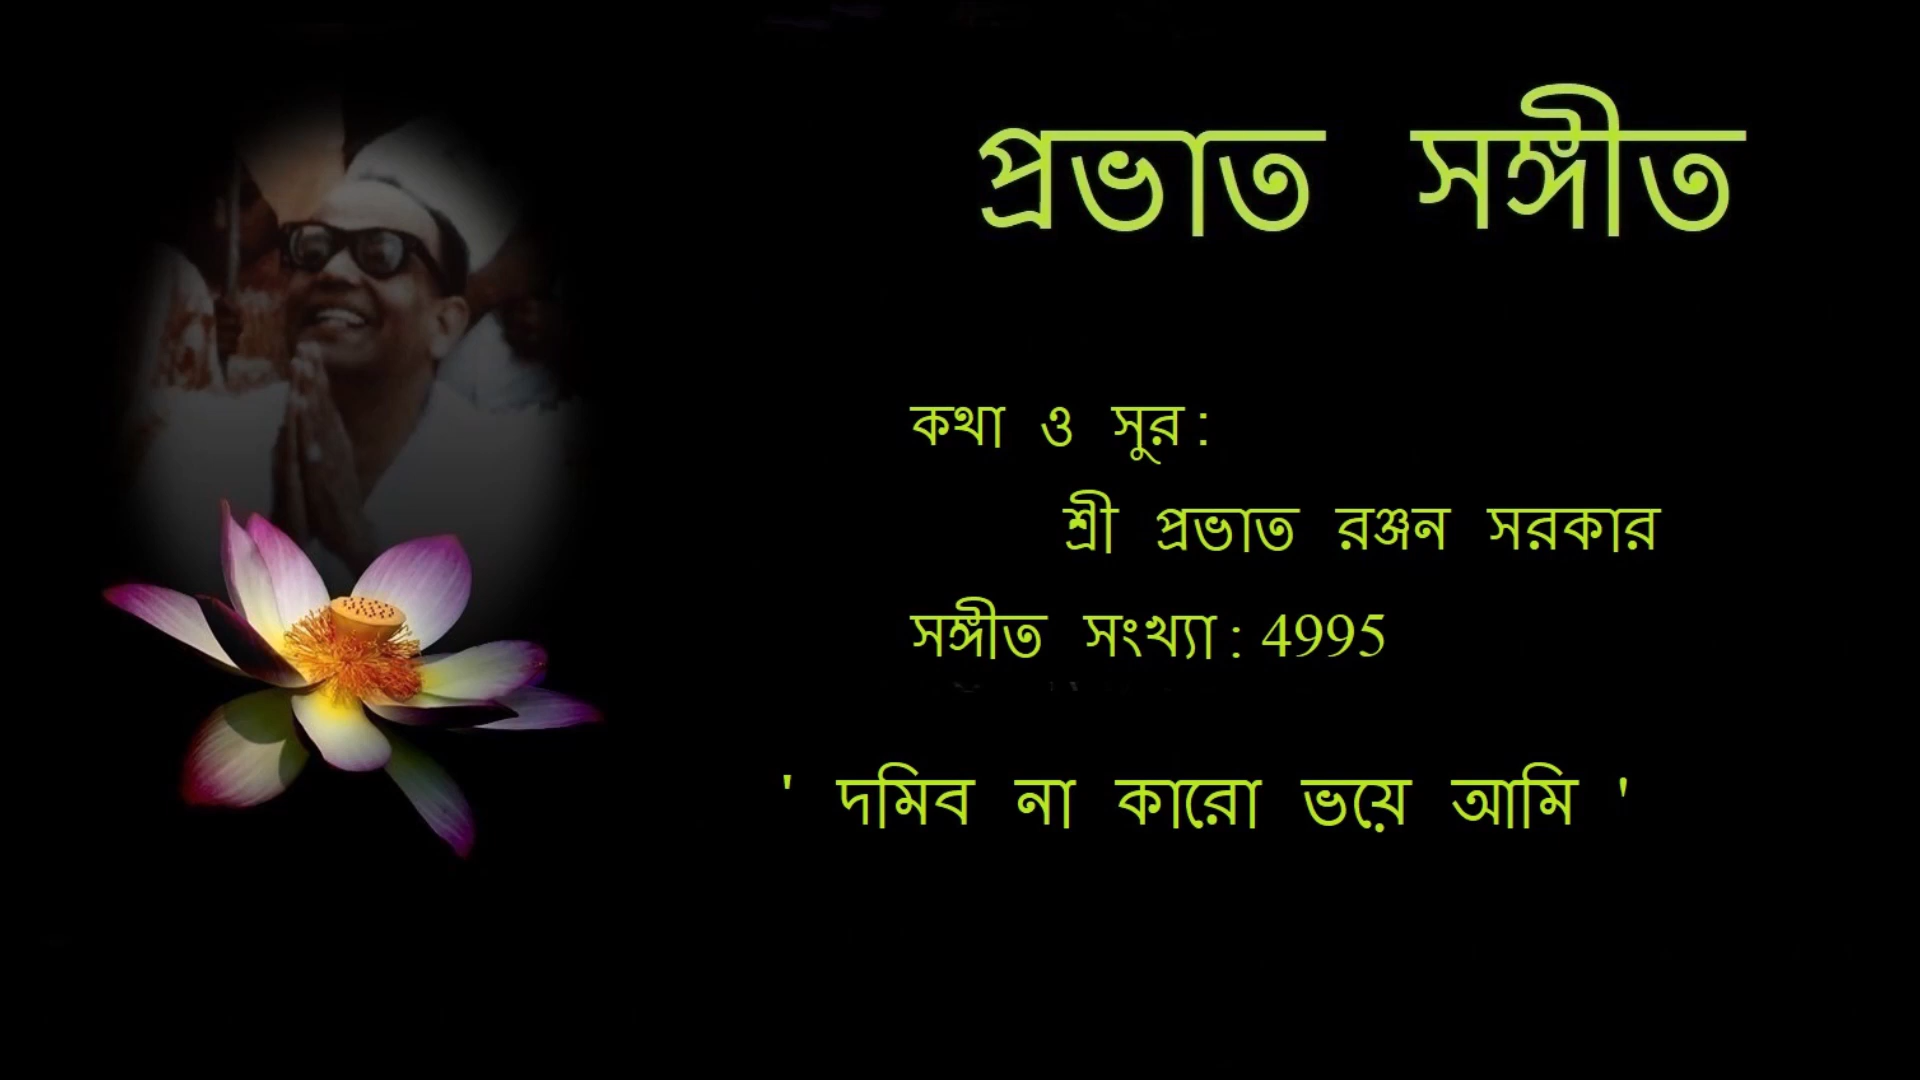 প্রভাত সঙ্গীত
কথা ও সুর:
শ্রী প্রভাত রঞ্জন সরকার
সঙ্গীত সংখ্যা: 4995
' দমিব না কারো ভয়ে আমি '